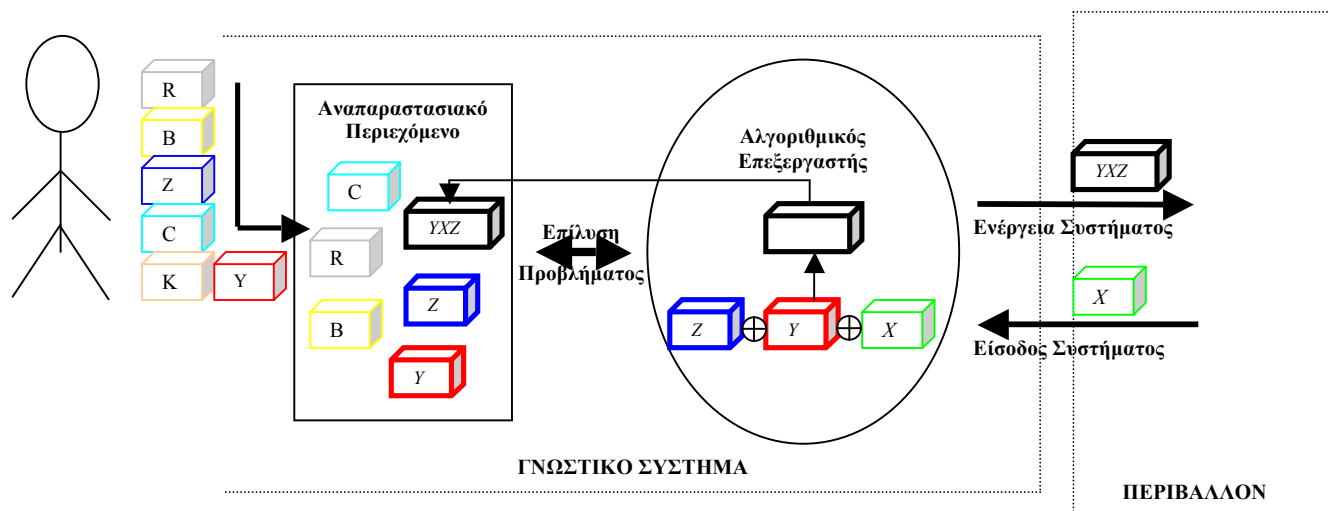 R
B
Z
C
K Y
Αναπαραστασιακό
Περιεχόμενο
C
YXZ
R
Z
B
Y
Επίλυση
Προβλήματος
Αλγοριθμικός
Επεξεργαστής
Z Y X
YXZ
Ενέργεια Συστήματος
X
Είσοδος Συστήματος
ΓΝΩΣΤΙΚΟ ΣΥΣΤΗΜΑ
ΠΕΡΙΒΑΛΛΟΝ